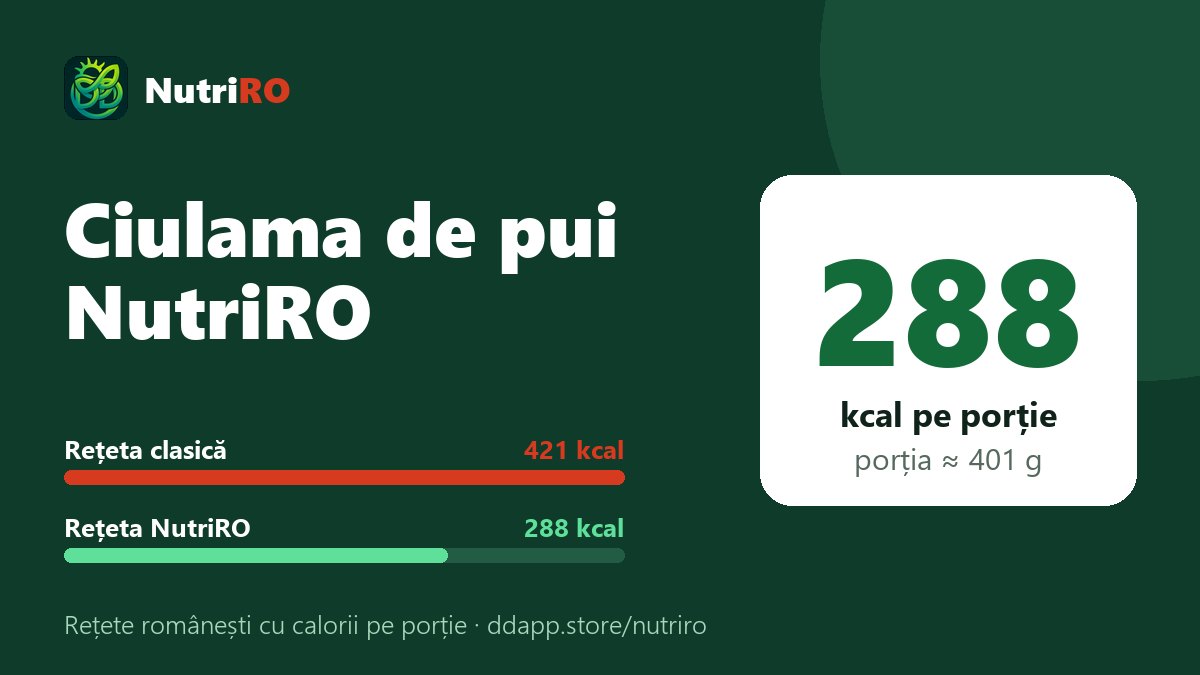 NutriRO
Ciulama de pui
NutriRO
Rețeta clasică 421 kcal
Rețeta NutriRO 288 kcal
288
kcal pe porție
porția ≈ 401 g
Rețete românești cu calorii pe porție · ddapp.store/nutriro